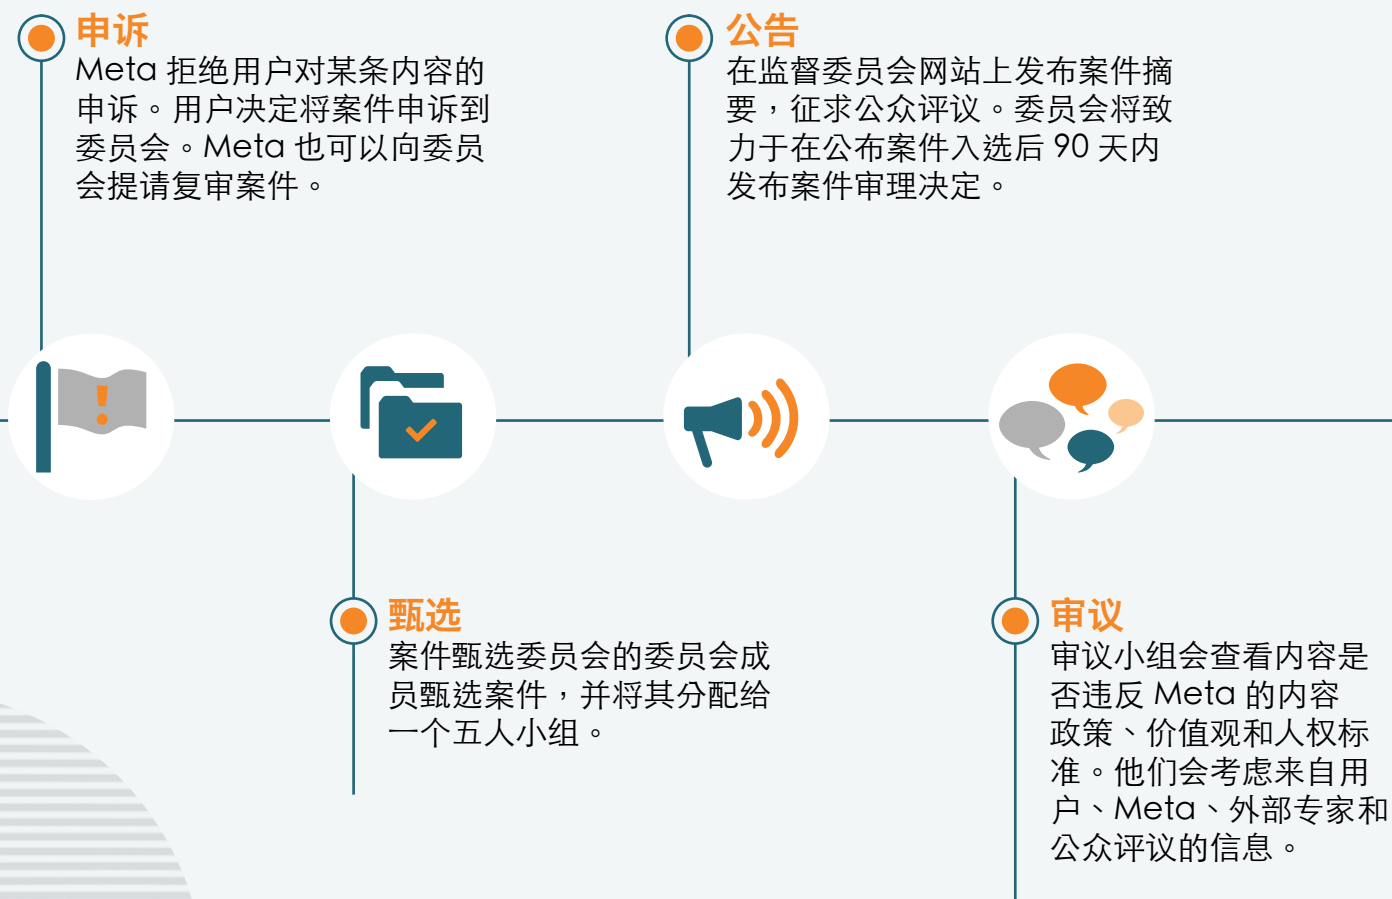 申诉
Meta 拒绝用户对某条内容的
申诉。用户决定将案件申诉到
委员会。Meta 也可以向委员
会提请复审案件。
甄选
案件甄选委员会的委员会成
员甄选案件，并将其分配给
一个五人小组。
公告
在监督委员会网站上发布案件摘
要，征求公众评议。委员会将致
力于在公布案件入选后 90 天内
发布案件审理决定。
审议
审议小组会查看内容是
否违反 Meta 的内容
政策、价值观和人权标
准。他们会考虑来自用
户、Meta、外部专家和
公众评议的信息。